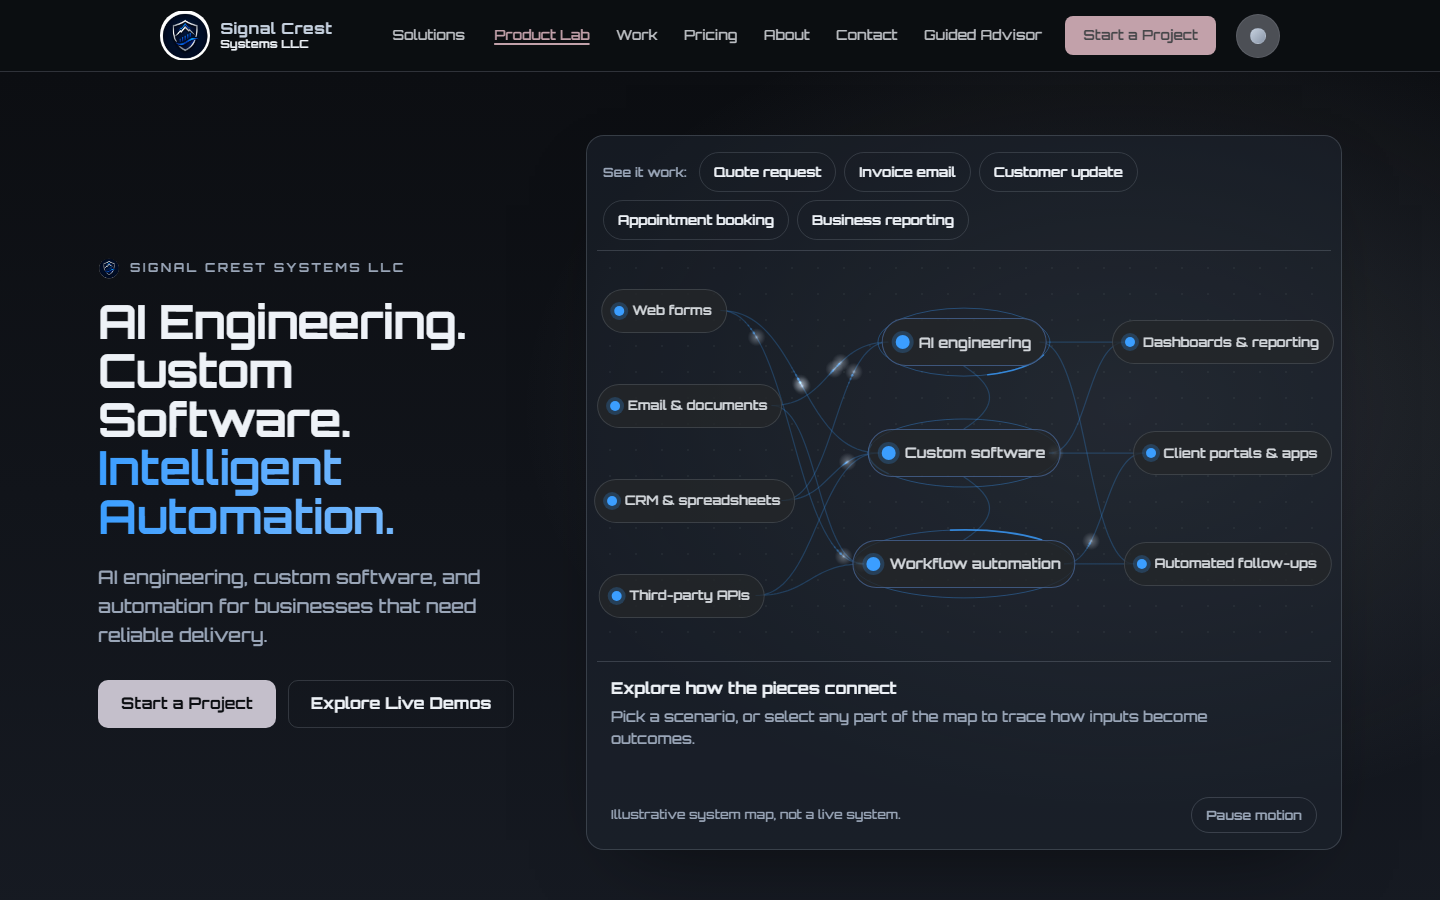 Signal Crest
Systems LLC
Solutions
Product Lab
Work
Pricing
About
Contact
Guided Advisor
Start a Project
SIGNAL CREST SYSTEMS LLC
AI Engineering.
Custom
Software.
Intelligent
Automation.
AI engineering, custom software, and
automation for businesses that need
reliable delivery.
Start a Project
Explore Live Demos
See it work:
Quote request
Invoice email
Customer update
Appointment booking
Business reporting
Web forms
Email & documents
CRM & spreadsheets
Third-party APIs
AI engineering
Custom software
Workflow automation
Dashboards & reporting
Client portals & apps
Automated follow-ups
Explore how the pieces connect
Pick a scenario, or select any part of the map to trace how inputs become
outcomes.
Illustrative system map, not a live system.
Pause motion